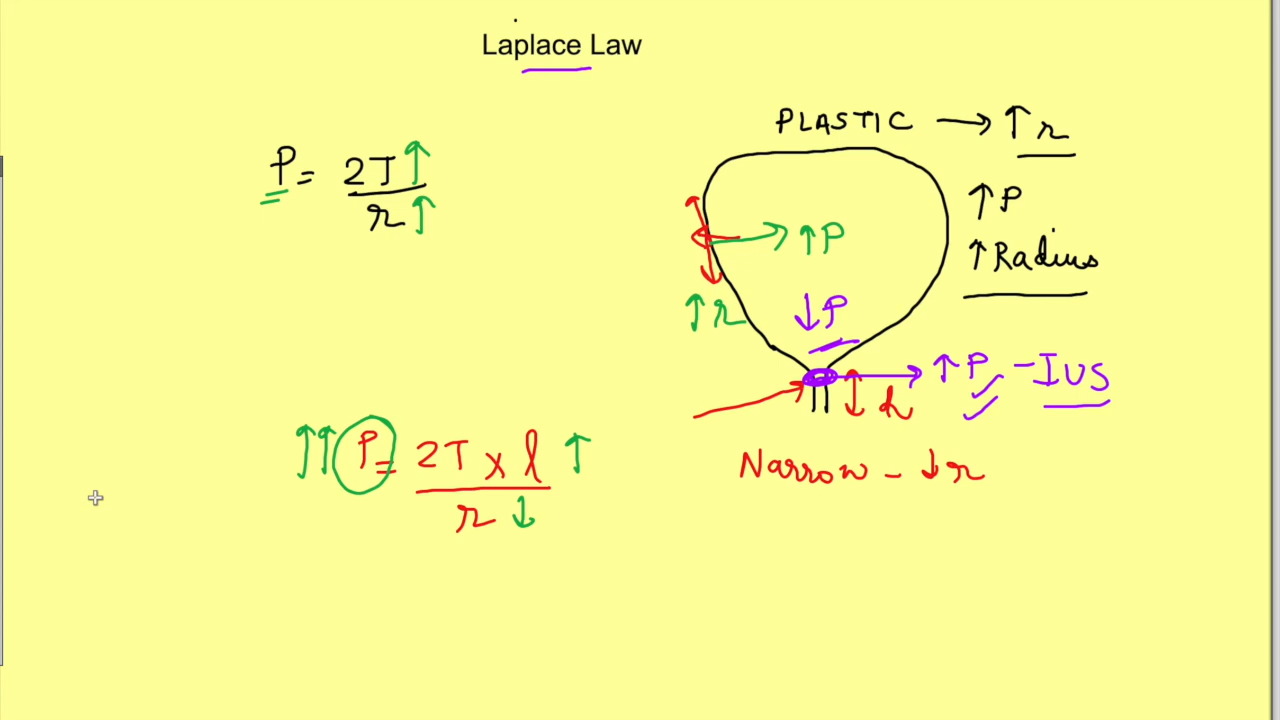 Laplace Law
PLASTIC → ↑ r
P = 2T↑
r↑
↑ P
↑ Radius
↑ P
↑ r
↓ P
↑ P - IUS
↓
↑↑ P = 2T x l ↑
r ↓
Narrow - ↓ r